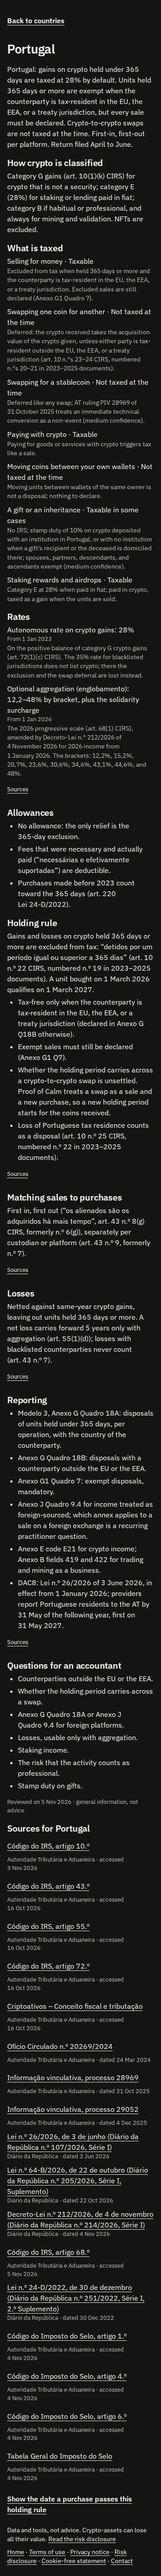 Back to countries
Portugal
Portugal: gains on crypto held under 365
days are taxed at 28% by default. Units held
365 days or more are exempt when the
counterparty is tax-resident in the EU, the
EEA, or a treaty jurisdiction, but every sale
must be declared. Crypto-to-crypto swaps
are not taxed at the time. First-in, first-out
per platform. Return filed April to June.
How crypto is classified
Category G gains (art. 10(1)(k) CIRS) for
crypto that is not a security; category E
(28%) for staking or lending paid in fiat;
category B if habitual or professional, and
always for mining and validation. NFTs are
excluded.
What is taxed
Selling for money · Taxable
Excluded from tax when held 365 days or more and
the counterparty is tax-resident in the EU, the EEA,
or a treaty jurisdiction. Excluded sales are still
declared (Anexo G1 Quadro 7).
Swapping one coin for another · Not taxed at
the time
Deferred: the crypto received takes the acquisition
value of the crypto given, unless either party is tax-
resident outside the EU, the EEA, or a treaty
jurisdiction (art. 10 n.ºs 23–24 CIRS, numbered
n.ºs 20–21 in 2023–2025 documents).
Swapping for a stablecoin · Not taxed at the
time
Deferred like any swap; AT ruling PIV 28969 of
31 October 2025 treats an immediate technical
conversion as a non-event (medium confidence).
Paying with crypto · Taxable
Paying for goods or services with crypto triggers tax
like a sale.
Moving coins between your own wallets · Not
taxed at the time
Moving units between wallets of the same owner is
not a disposal; nothing to declare.
A gift or an inheritance · Taxable in some
cases
No IRS; stamp duty of 10% on crypto deposited
with an institution in Portugal, or with no institution
when a gift's recipient or the deceased is domiciled
there; spouses, partners, descendants, and
ascendants exempt (medium confidence).
Staking rewards and airdrops · Taxable
Category E at 28% when paid in fiat; paid in crypto,
taxed as a gain when the units are sold.
Rates
Autonomous rate on crypto gains: 28%
From 1 Jan 2023
On the positive balance of category G crypto gains
(art. 72(1)(c) CIRS). The 35% rate for blacklisted
jurisdictions does not list crypto; there the
exclusion and the swap deferral are lost instead.
Optional aggregation (englobamento):
12,2–48% by bracket, plus the solidarity
surcharge
From 1 Jan 2026
The 2026 progressive scale (art. 68(1) CIRS),
amended by Decreto-Lei n.º 212/2026 of
4 November 2026 for 2026 income from
1 January 2026. The brackets: 12,2%, 15,2%,
20,7%, 23,6%, 30,6%, 34,6%, 43,1%, 44,6%, and
48%.
Sources
Allowances
No allowance: the only relief is the
365-day exclusion.
Fees that were necessary and actually
paid (“necessárias e efetivamente
suportadas”) are deductible.
Purchases made before 2023 count
toward the 365 days (art. 220
Lei 24-D/2022).
Holding rule
Gains and losses on crypto held 365 days or
more are excluded from tax: “detidos por um
período igual ou superior a 365 dias” (art. 10
n.º 22 CIRS, numbered n.º 19 in 2023–2025
documents). A unit bought on 1 March 2026
qualifies on 1 March 2027.
Tax-free only when the counterparty is
tax-resident in the EU, the EEA, or a
treaty jurisdiction (declared in Anexo G
Q18B otherwise).
Exempt sales must still be declared
(Anexo G1 Q7).
Whether the holding period carries across
a crypto-to-crypto swap is unsettled.
Proof of Calm treats a swap as a sale and
a new purchase, so a new holding period
starts for the coins received.
Loss of Portuguese tax residence counts
as a disposal (art. 10 n.º 25 CIRS,
numbered n.º 22 in 2023–2025
documents).
Sources
Matching sales to purchases
First in, first out (“os alienados são os
adquiridos há mais tempo”, art. 43 n.º 8(g)
CIRS, formerly n.º 6(g)), separately per
custodian or platform (art. 43 n.º 9, formerly
n.º 7).
Sources
Losses
Netted against same-year crypto gains,
leaving out units held 365 days or more. A
net loss carries forward 5 years only with
aggregation (art. 55(1)(d)); losses with
blacklisted counterparties never count
(art. 43 n.º 7).
Sources
Reporting
Modelo 3, Anexo G Quadro 18A: disposals
of units held under 365 days, per
operation, with the country of the
counterparty.
Anexo G Quadro 18B: disposals with a
counterparty outside the EU or the EEA.
Anexo G1 Quadro 7: exempt disposals,
mandatory.
Anexo J Quadro 9.4 for income treated as
foreign-sourced; which annex applies to a
sale on a foreign exchange is a recurring
practitioner question.
Anexo E code E21 for crypto income;
Anexo B fields 419 and 422 for trading
and mining as a business.
DAC8: Lei n.º 26/2026 of 3 June 2026, in
effect from 1 January 2026; providers
report Portuguese residents to the AT by
31 May of the following year, first on
31 May 2027.
Sources
Questions for an accountant
Counterparties outside the EU or the EEA.
Whether the holding period carries across
a swap.
Anexo G Quadro 18A or Anexo J
Quadro 9.4 for foreign platforms.
Losses, usable only with aggregation.
Staking income.
The risk that the activity counts as
professional.
Stamp duty on gifts.
Reviewed on 5 Nov 2026 · general information, not
advice
Sources for Portugal
Código do IRS, artigo 10.º
Autoridade Tributária e Aduaneira · accessed
3 Nov 2026
Código do IRS, artigo 43.º
Autoridade Tributária e Aduaneira · accessed
16 Oct 2026
Código do IRS, artigo 55.º
Autoridade Tributária e Aduaneira · accessed
16 Oct 2026
Código do IRS, artigo 72.º
Autoridade Tributária e Aduaneira · accessed
16 Oct 2026
Criptoativos – Conceito fiscal e tributação
Autoridade Tributária e Aduaneira · accessed
16 Oct 2026
Ofício Circulado n.º 20269/2024
Autoridade Tributária e Aduaneira · dated 24 Mar 2024
Informação vinculativa, processo 28969
Autoridade Tributária e Aduaneira · dated 31 Oct 2025
Informação vinculativa, processo 29052
Autoridade Tributária e Aduaneira · dated 4 Dec 2025
Lei n.º 26/2026, de 3 de junho (Diário da
República n.º 107/2026, Série I)
Diário da República · dated 3 Jun 2026
Lei n.º 64-B/2026, de 22 de outubro (Diário
da República n.º 205/2026, Série I,
Suplemento)
Diário da República · dated 22 Oct 2026
Decreto-Lei n.º 212/2026, de 4 de novembro
(Diário da República n.º 214/2026, Série I)
Diário da República · dated 4 Nov 2026
Código do IRS, artigo 68.º
Autoridade Tributária e Aduaneira · accessed
5 Nov 2026
Lei n.º 24-D/2022, de 30 de dezembro
(Diário da República n.º 251/2022, Série I,
2.º Suplemento)
Diário da República · dated 30 Dec 2022
Código do Imposto do Selo, artigo 1.º
Autoridade Tributária e Aduaneira · accessed
4 Nov 2026
Código do Imposto do Selo, artigo 4.º
Autoridade Tributária e Aduaneira · accessed
4 Nov 2026
Código do Imposto do Selo, artigo 6.º
Autoridade Tributária e Aduaneira · accessed
4 Nov 2026
Tabela Geral do Imposto do Selo
Autoridade Tributária e Aduaneira · accessed
4 Nov 2026
Show the date a purchase passes this
holding rule
Data and tools, not advice. Crypto-assets can lose
all their value. Read the risk disclosure
Home · Terms of use · Privacy notice · Risk
disclosure · Cookie-free statement · Contact